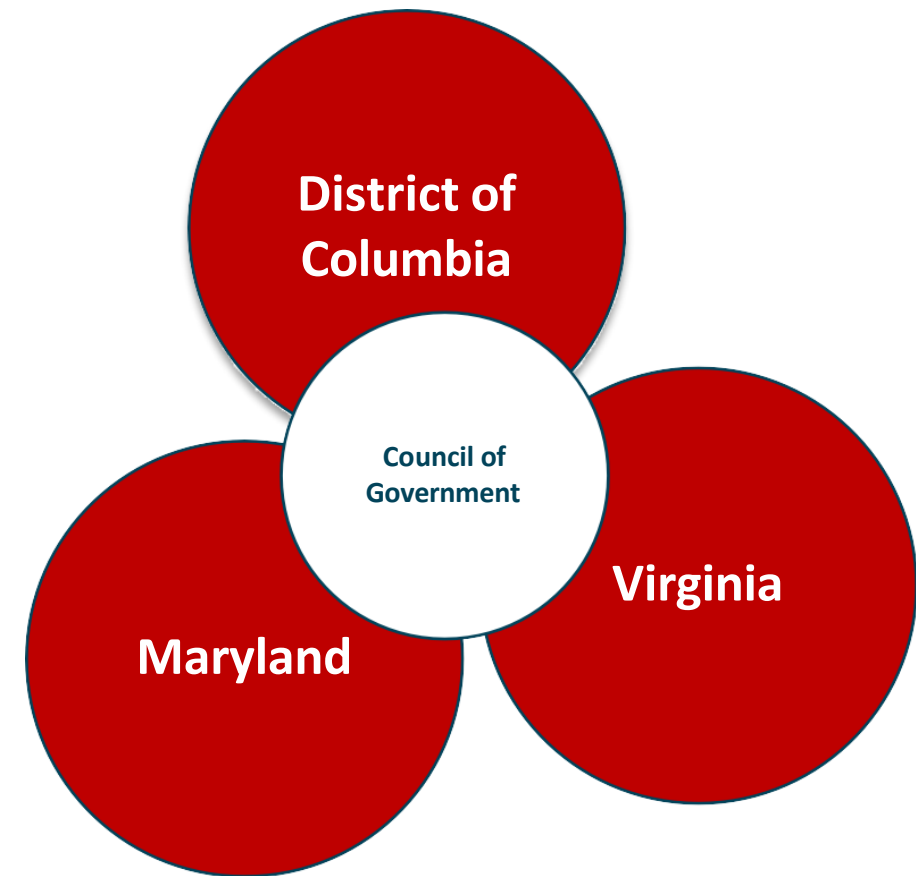 District of
Columbia
Council of
Government
Virginia
Maryland